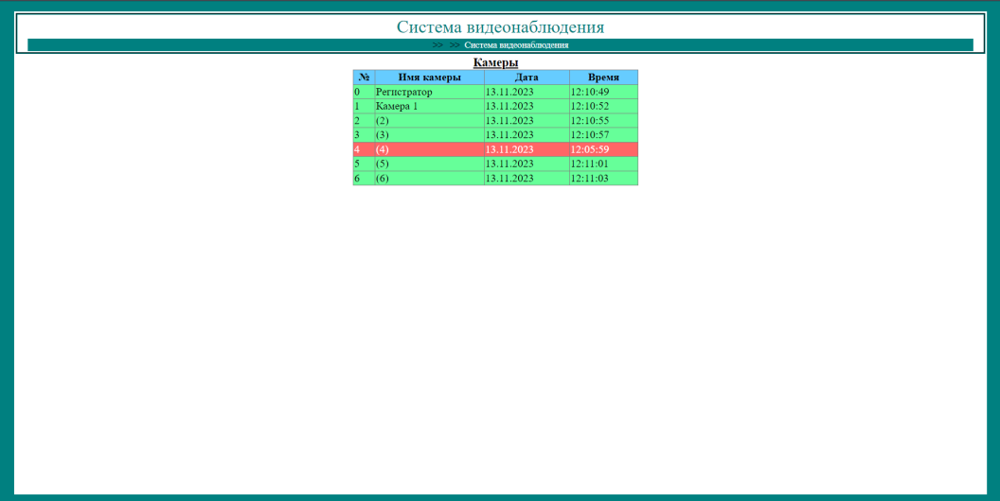 Система видеонаблюдения
>> >> Система видеонаблюдения
Камеры
№ Имя камеры Дата Время
0 Регистратор 13.11.2023 12:10:49
1 Камера 1 13.11.2023 12:10:52
2 (2) 13.11.2023 12:10:55
3 (3) 13.11.2023 12:10:57
4 (4) 13.11.2023 12:05:59
5 (5) 13.11.2023 12:11:01
6 (6) 13.11.2023 12:11:03